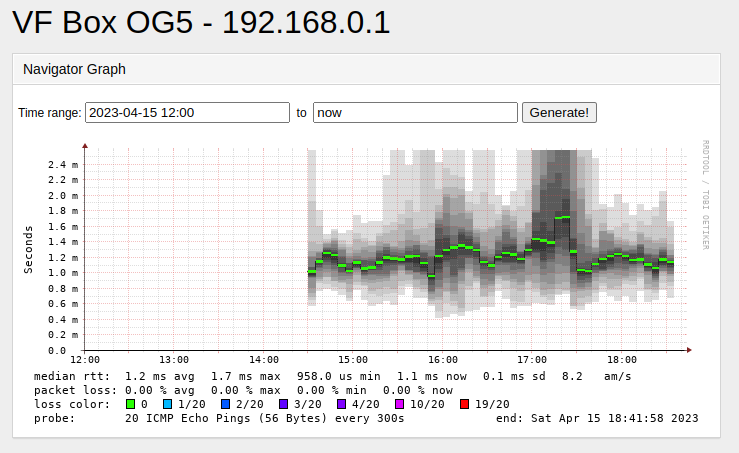 VF Box OG5 - 192.168.0.1
Navigator Graph
Time range: 2023-04-15 12:00 to now Generate!
RRDTOOL / TOBI OETIKER
Seconds
2.4 m
2.2 m
2.0 m
1.8 m
1.6 m
1.4 m
1.2 m
1.0 m
0.8 m
0.6 m
0.4 m
0.2 m
0.0
12:00 13:00 14:00 15:00 16:00 17:00 18:00
median rtt: 1.2 ms avg 1.7 ms max 958.0 us min 1.1 ms now 0.1 ms sd 8.2 am/s
packet loss: 0.00 % avg 0.00 % max 0.00 % min 0.00 % now
loss color: 0 1/20 2/20 3/20 4/20 10/20 19/20
probe: 20 ICMP Echo Pings (56 Bytes) every 300s end: Sat Apr 15 18:41:58 2023